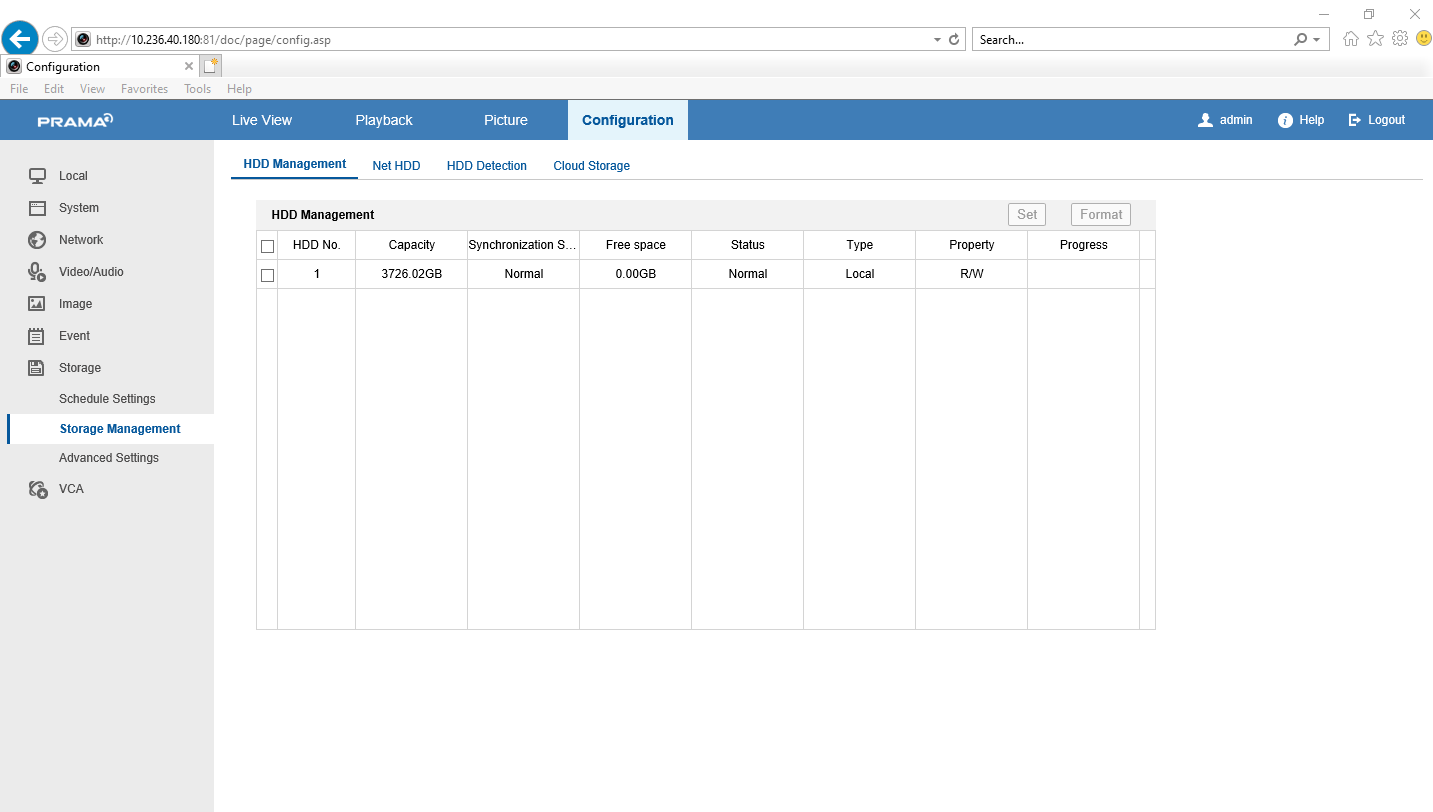 http://10.236.40.180:81/doc/page/config.asp
Search...
Configuration
File Edit View Favorites Tools Help
PRAMA
Live View Playback Picture Configuration
admin Help Logout
HDD Management Net HDD HDD Detection Cloud Storage
Local
System
Network
Video/Audio
Image
Event
Storage
Schedule Settings
Storage Management
Advanced Settings
VCA
HDD Management Set Format
HDD No. Capacity Synchronization S... Free space Status Type Property Progress
1 3726.02GB Normal 0.00GB Normal Local R/W